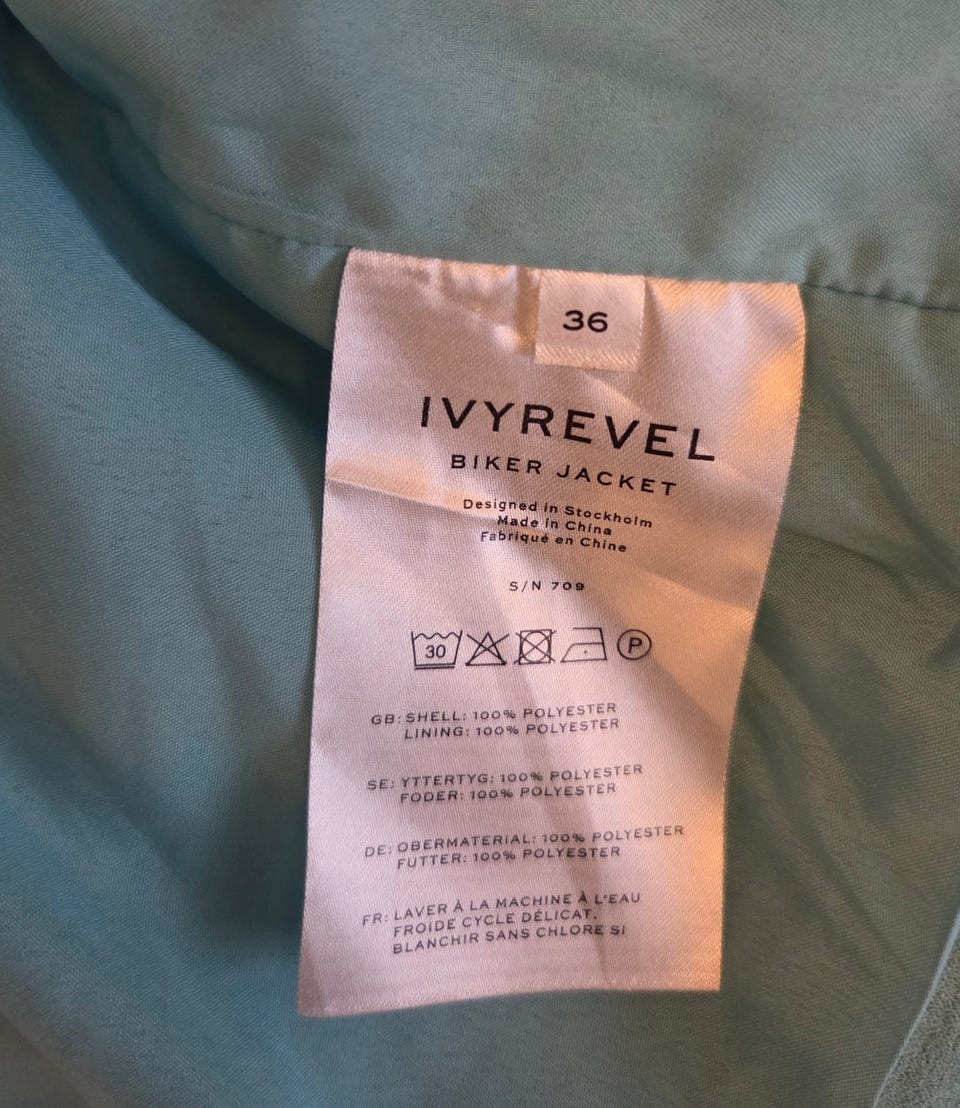 36
IVYREVEL
BIKER JACKET
Designed in Stockholm
Made in China
Fabriqué en Chine
S/N 709
30 P
GB: SHELL: 100% POLYESTER
LINING: 100% POLYESTER
SE: YTTERTYG: 100% POLYESTER
FODER: 100% POLYESTER
DE: OBERMATERIAL: 100% POLYESTER
FUTTER: 100% POLYESTER
FR: LAVER À LA MACHINE À L'EAU
FROIDE CYCLE DÉLICAT.
BLANCHIR SANS CHLORE SI